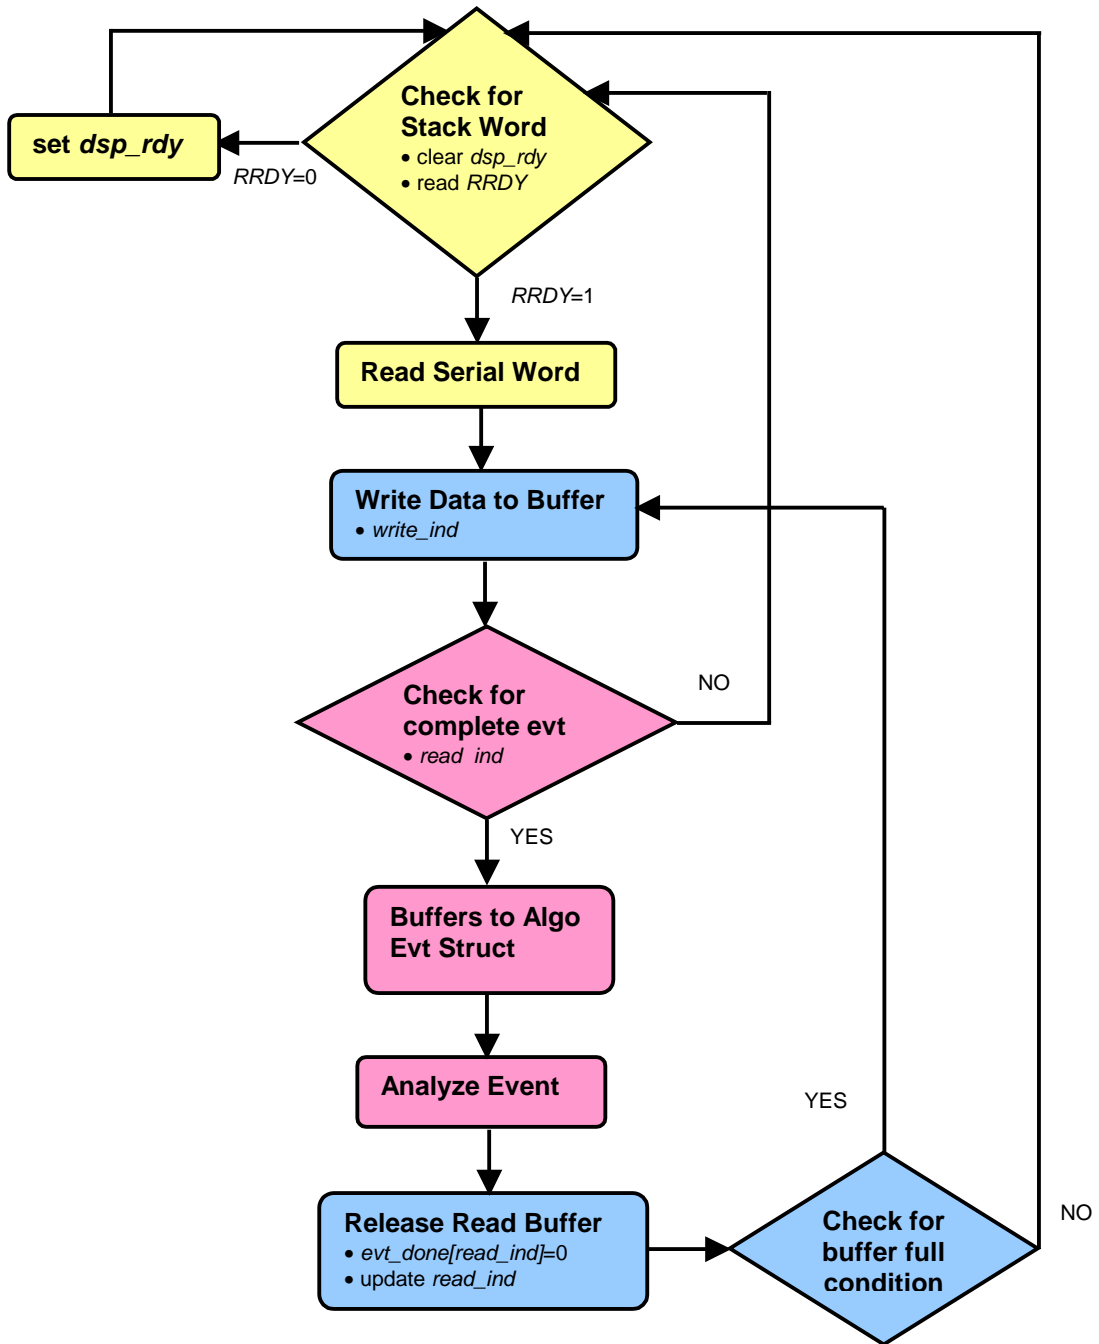 Check for
Stack Word
• clear dsp_rdy
• read RRDY
set dsp_rdy
RRDY=0
RRDY=1
Read Serial Word
Write Data to Buffer
• write_ind
Check for
complete evt
• read ind
NO
YES
Buffers to Algo
Evt Struct
Analyze Event
YES
Release Read Buffer
• evt_done[read_ind]=0
• update read_ind
Check for
buffer full
condition
NO